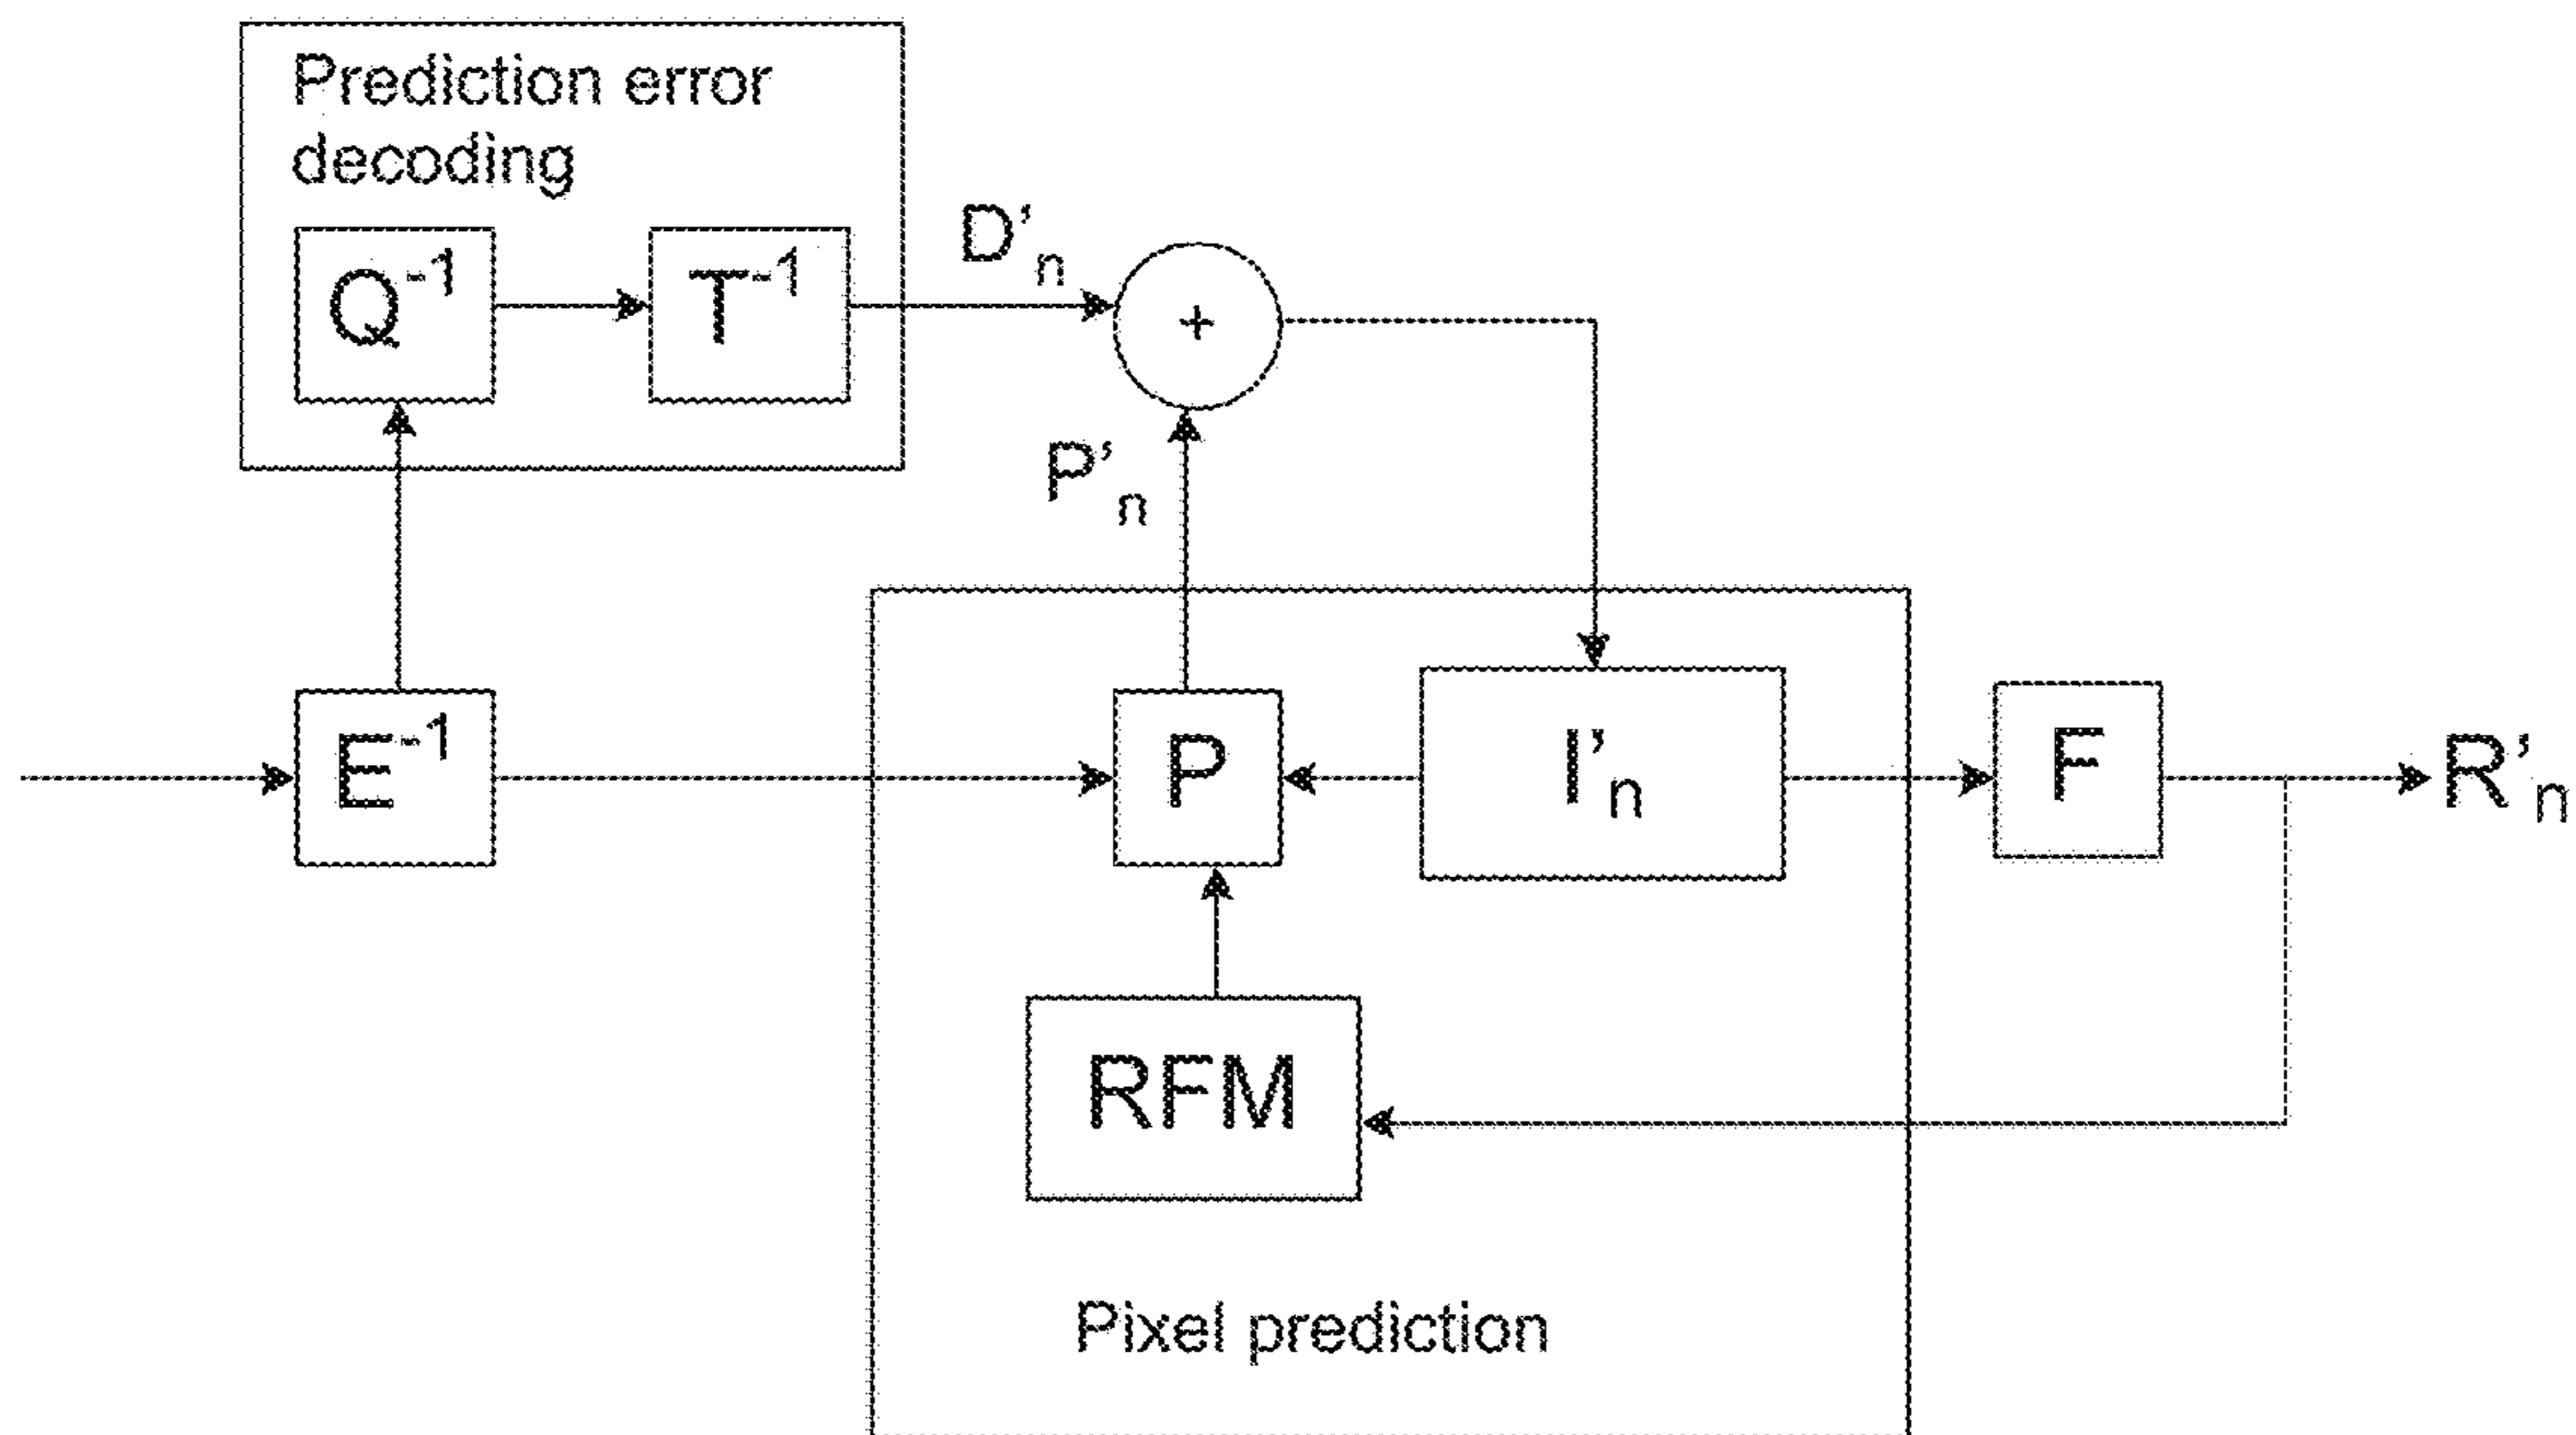 Prediction error
decoding
Q-1
T-1
D'n
+
P'n
E-1
P
I'n
F
R'n
RFM
Pixel prediction